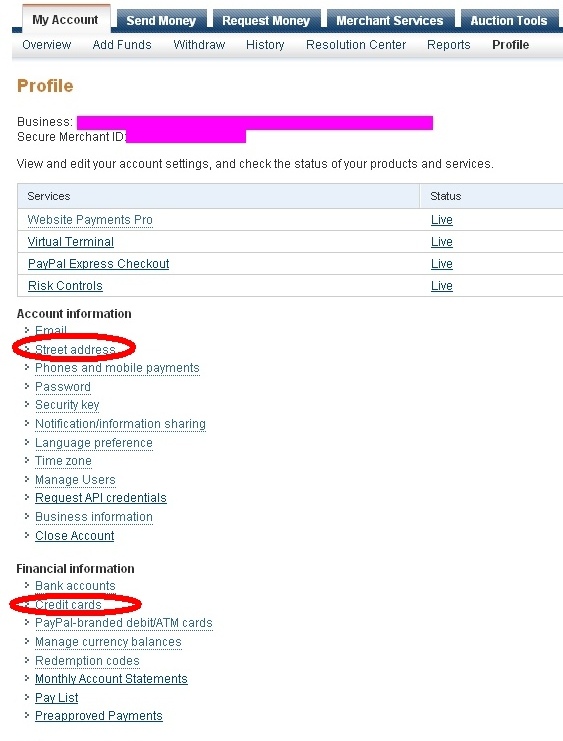 My Account Send Money Request Money Merchant Services Auction Tools
Overview Add Funds Withdraw History Resolution Center Reports Profile
Profile
Business:
Secure Merchant ID:
View and edit your account settings, and check the status of your products and services.
Services Status
Website Payments Pro Live
Virtual Terminal Live
PayPal Express Checkout Live
Risk Controls Live
Account information
Email
Street address
Phones and mobile payments
Password
Security key
Notification/information sharing
Language preference
Time zone
Manage Users
Request API credentials
Business information
Close Account
Financial information
Bank accounts
Credit cards
PayPal-branded debit/ATM cards
Manage currency balances
Redemption codes
Monthly Account Statements
Pay List
Preapproved Payments